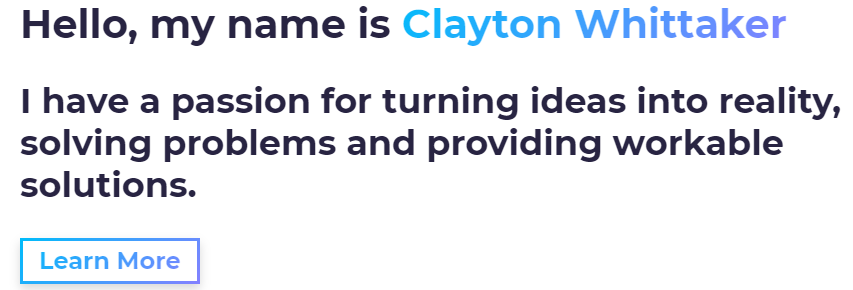 Hello, my name is Clayton Whittaker
I have a passion for turning ideas into reality,
solving problems and providing workable
solutions.
Learn More